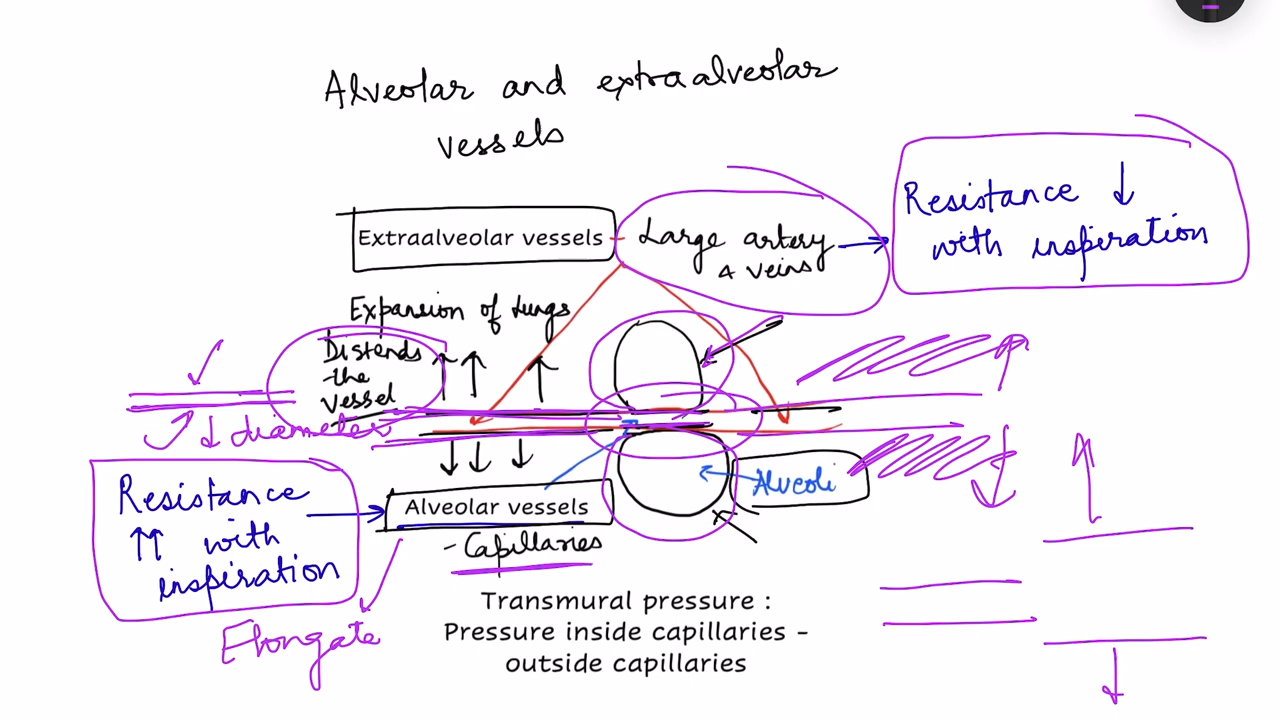 Alveolar and extraalveolar
vessels
Resistance ↓
with inspiration
Extraalveolar vessels
Large artery
& veins
Expansion of lungs
Distends
the
vessel
↓ diameter
Resistance
↑↑ with
inspiration
Alveoli
Alveolar vessels
- Capillaries
Elongate
Transmural pressure :
Pressure inside capillaries -
outside capillaries